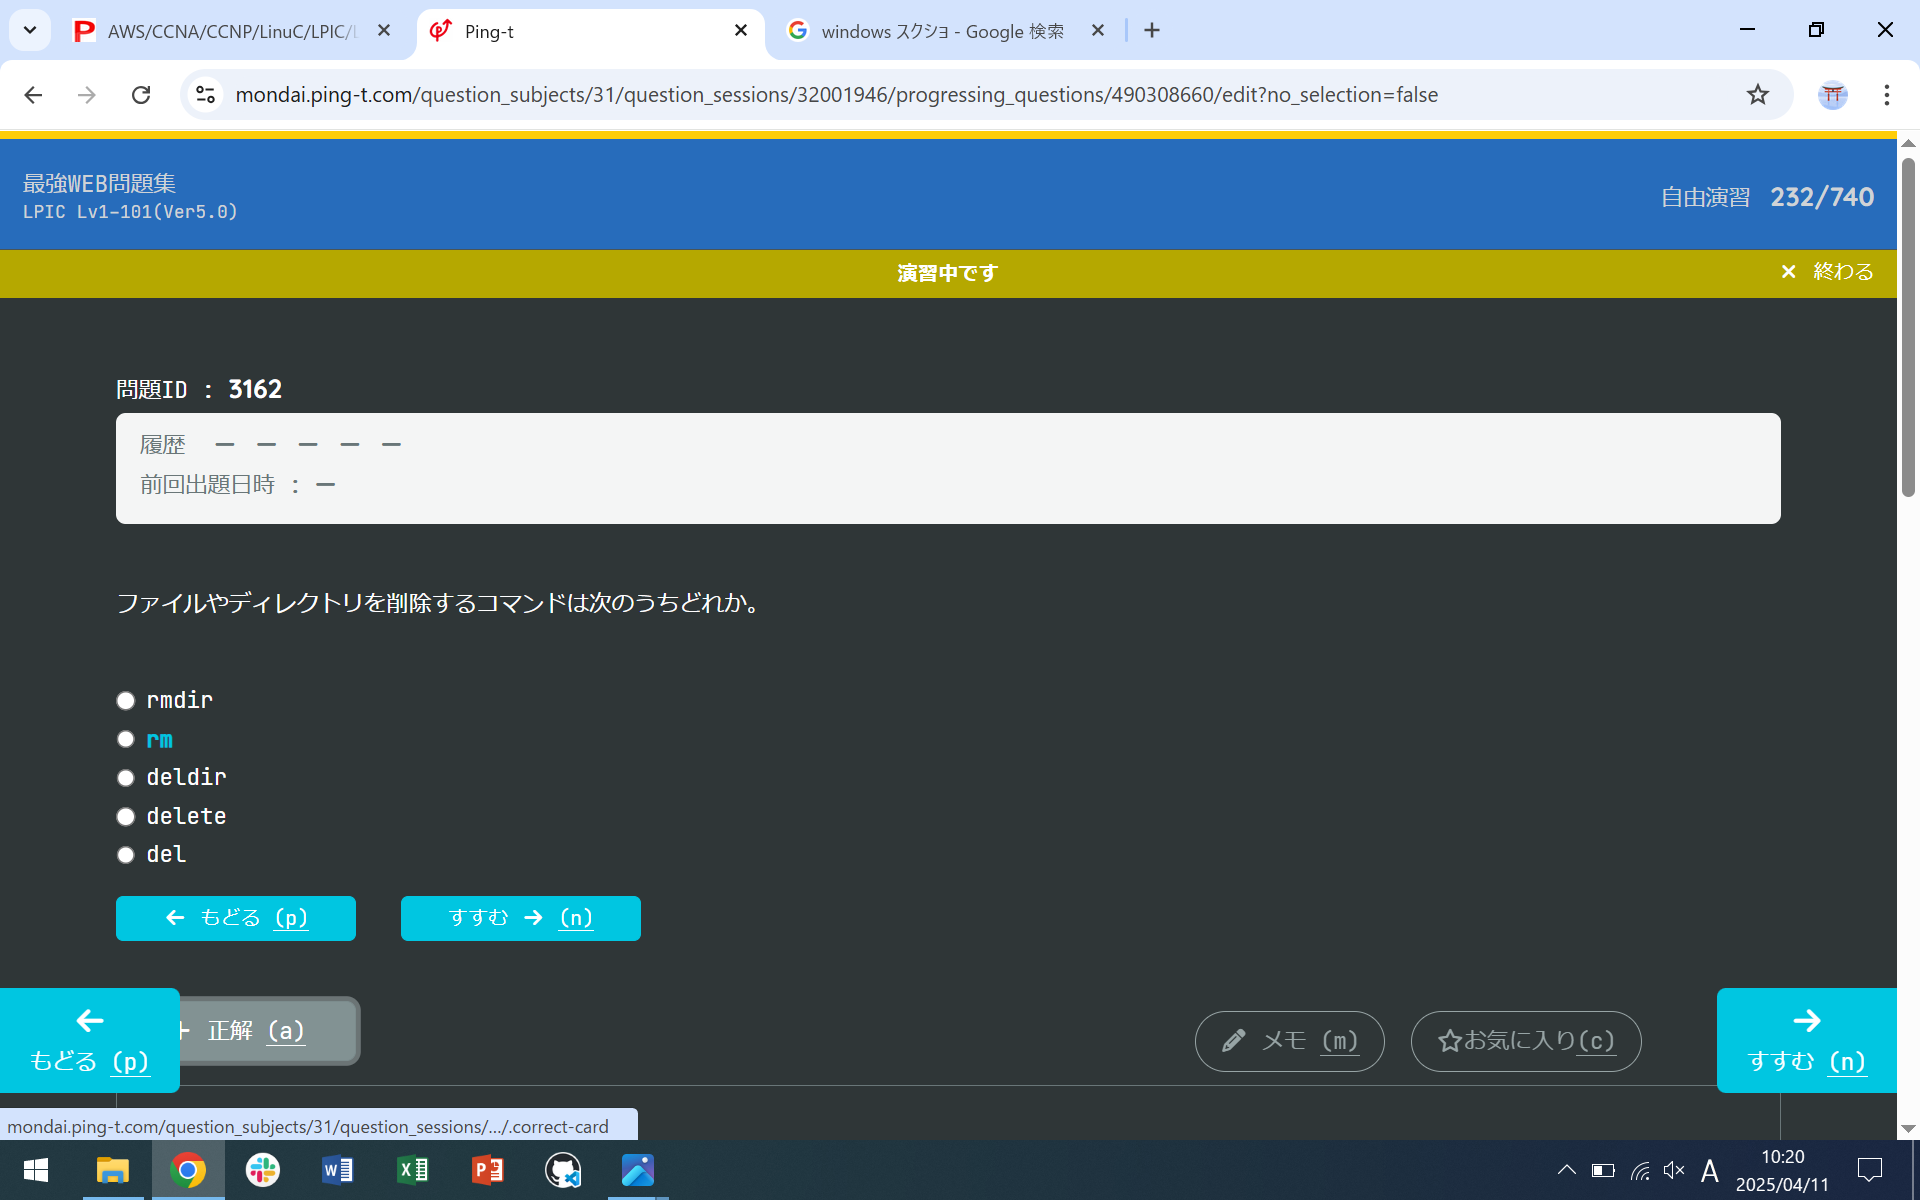 AWS/CCNA/CCNP/LinuC/LPIC/L
Ping-t
windows スクショ - Google 検索
mondai.ping-t.com/question_subjects/31/question_sessions/32001946/progressing_questions/490308660/edit?no_selection=false
最強WEB問題集
LPIC Lv1-101(Ver5.0)
自由演習 232/740
演習中です
× 終わる
問題ID : 3162
履歴 ー ー ー ー ー
前回出題日時 : ー
ファイルやディレクトリを削除するコマンドは次のうちどれか。
rmdir
rm
deldir
delete
del
← もどる (p)
すすむ → (n)
← もどる (p)
+ 正解 (a)
メモ (m)
☆お気に入り(c)
→ すすむ (n)
mondai.ping-t.com/question_subjects/31/question_sessions/.../.correct-card
A
10:20
2025/04/11